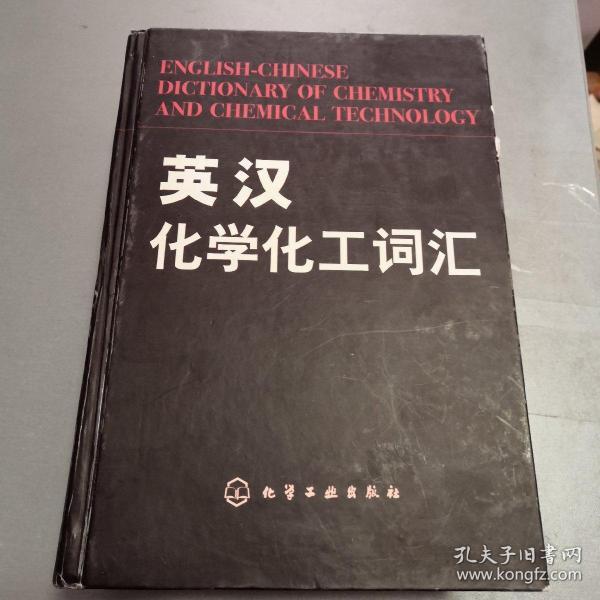 ENGLISH-CHINESE
DICTIONARY OF CHEMISTRY
AND CHEMICAL TECHNOLOGY
英汉
化学化工词汇
化学工业出版社
孔夫子旧书网
www.kongfz.com